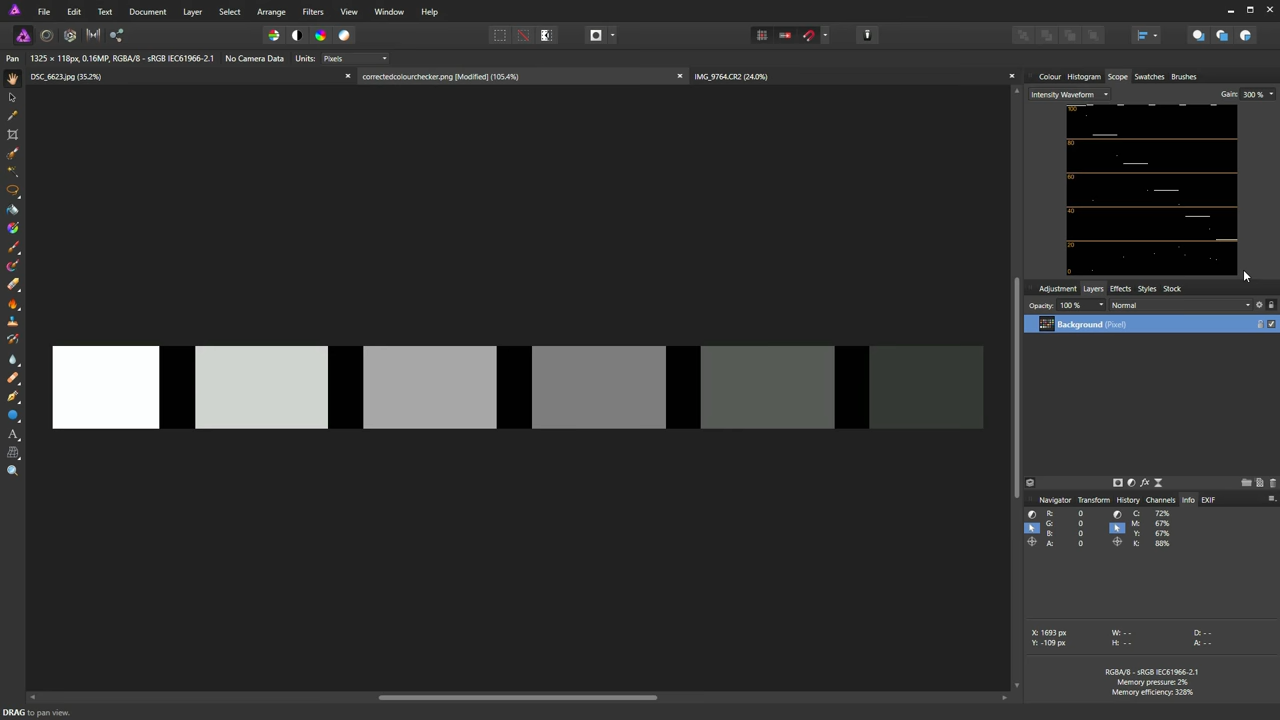 File Edit Text Document Layer Select Arrange Filters View Window Help
Pan 1325 × 118px, 0.16MP, RGBA/8 - sRGB IEC61966-2.1 No Camera Data Units: Pixels
DSC_6623.jpg (35.2%) correctedcolourchecker.png [Modified] (105.4%) IMG_9764.CR2 (24.0%)
Colour Histogram Scope Swatches Brushes
Intensity Waveform Gain: 300 %
100
80
60
40
20
0
Adjustment Layers Effects Styles Stock
Opacity: 100 % Normal
Background (Pixel)
Navigator Transform History Channels Info EXIF
R: 0 C: 72%
G: 0 M: 67%
B: 0 Y: 67%
A: 0 K: 88%
X: 1693 px W: - - D: - -
Y: -109 px H: - - A: - -
RGBA/8 - sRGB IEC61966-2.1
Memory pressure: 2%
Memory efficiency: 328%
DRAG to pan view.